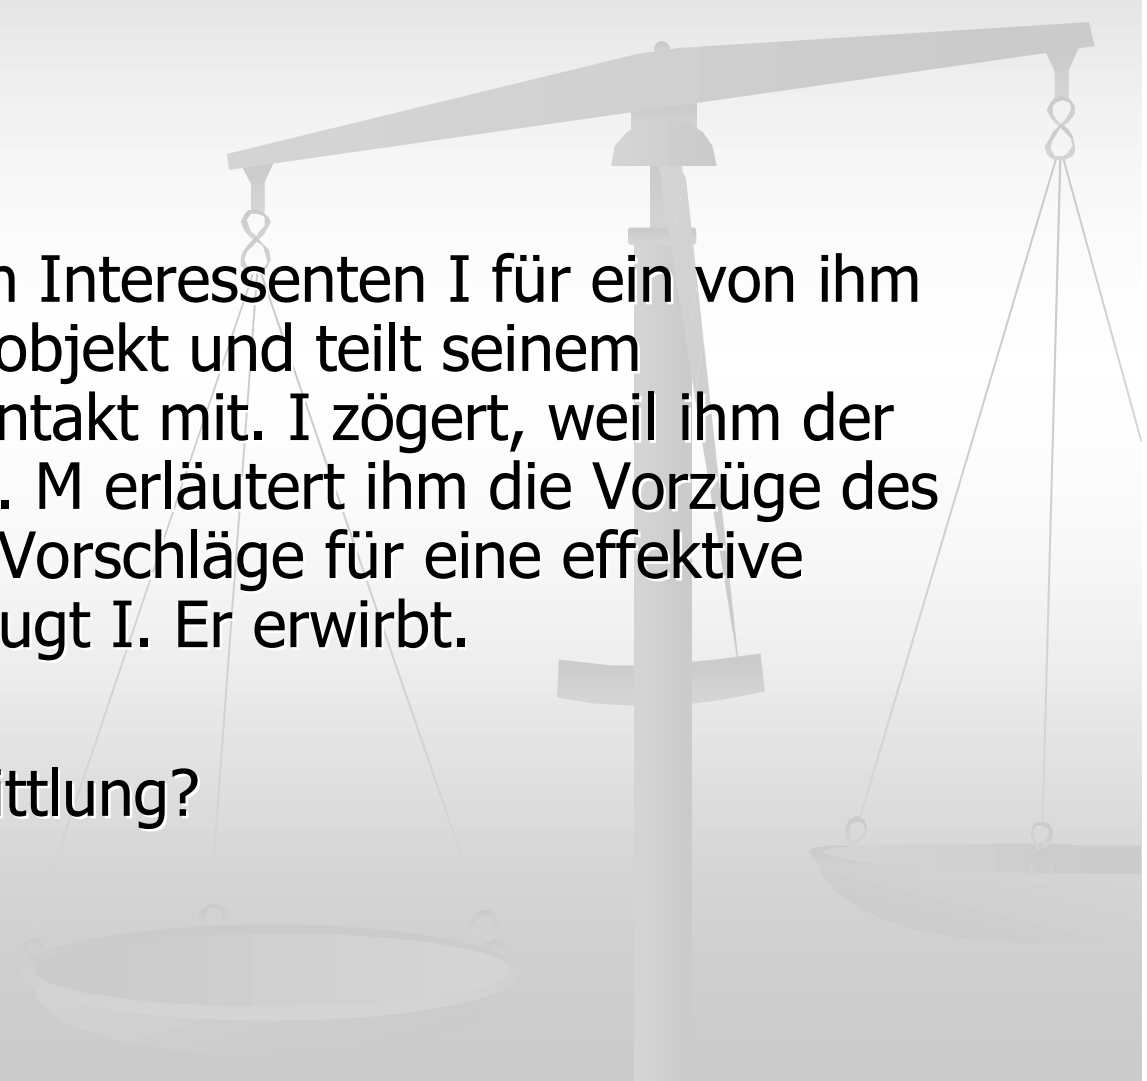 n Interessenten I für ein von ihm
objekt und teilt seinem
ntakt mit. I zögert, weil ihm der
. M erläutert ihm die Vorzüge des
Vorschläge für eine effektive
ugt I. Er erwirbt.
ittlung?